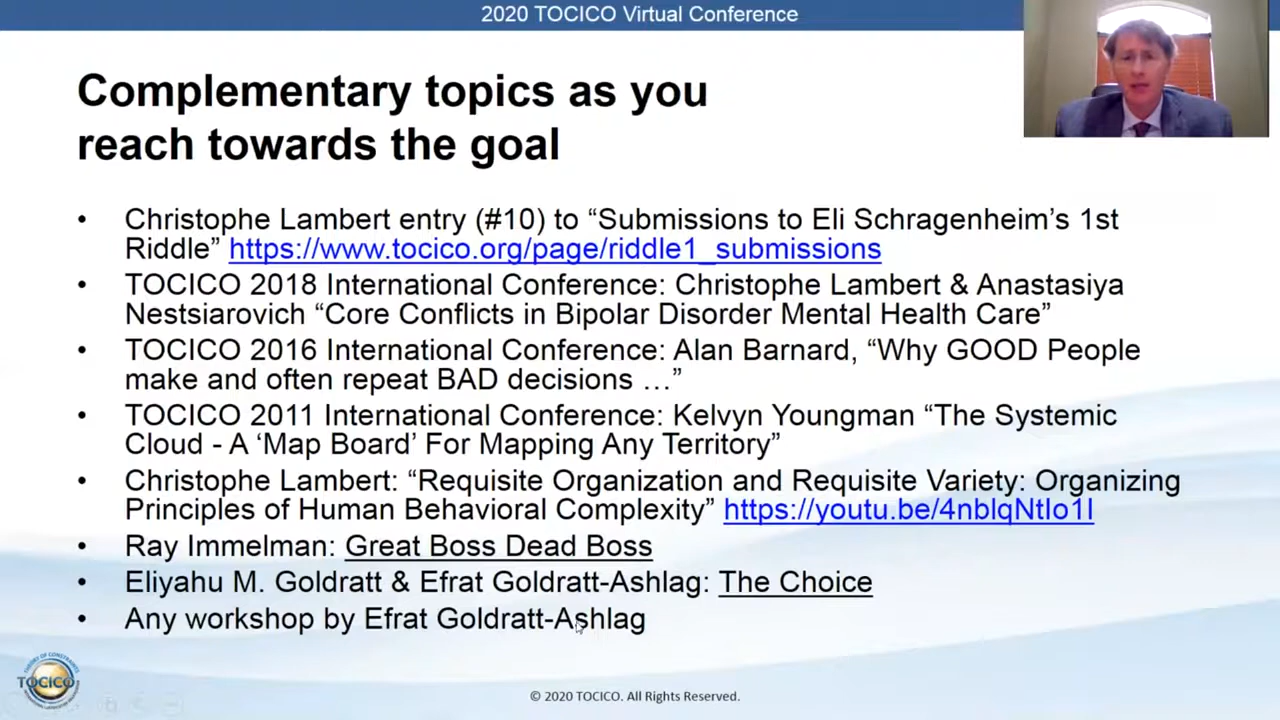 2020 TOCICO Virtual Conference
Complementary topics as you
reach towards the goal
• Christophe Lambert entry (#10) to “Submissions to Eli Schragenheim’s 1st
Riddle” https://www.tocico.org/page/riddle1_submissions
• TOCICO 2018 International Conference: Christophe Lambert & Anastasiya
Nestsiarovich “Core Conflicts in Bipolar Disorder Mental Health Care”
• TOCICO 2016 International Conference: Alan Barnard, “Why GOOD People
make and often repeat BAD decisions …”
• TOCICO 2011 International Conference: Kelvyn Youngman “The Systemic
Cloud - A ‘Map Board’ For Mapping Any Territory”
• Christophe Lambert: “Requisite Organization and Requisite Variety: Organizing
Principles of Human Behavioral Complexity” https://youtu.be/4nblqNtIo1I
• Ray Immelman: Great Boss Dead Boss
• Eliyahu M. Goldratt & Efrat Goldratt-Ashlag: The Choice
• Any workshop by Efrat Goldratt-Ashlag
THEORY OF CONSTRAINTS
TOCICO
© 2020 TOCICO. All Rights Reserved.